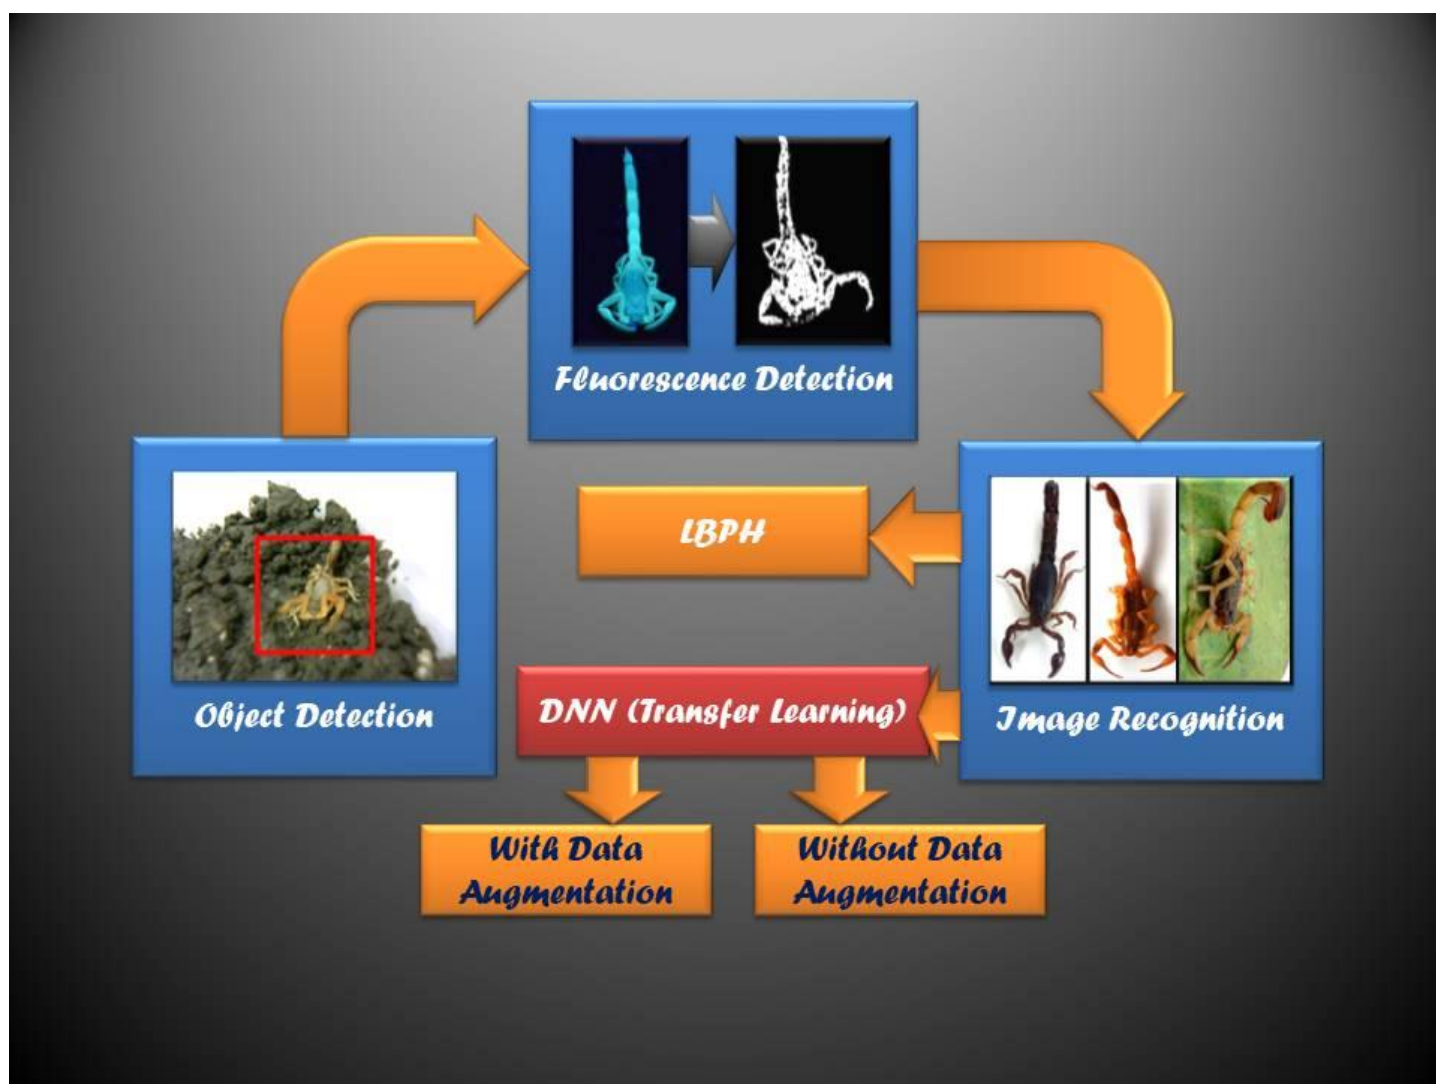 Fluorescence Detection
LBPH
Object Detection
DNN (Transfer Learning)
Image Recognition
With Data
Augmentation
Without Data
Augmentation